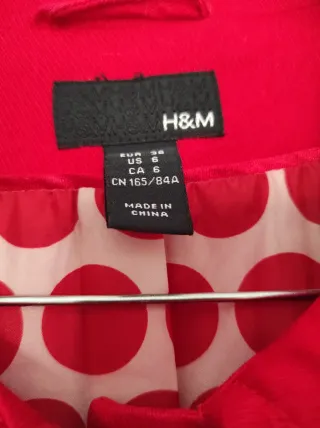 H&M
EUR 36
US 6
CA 6
CN 165/84A
MADE IN
CHINA